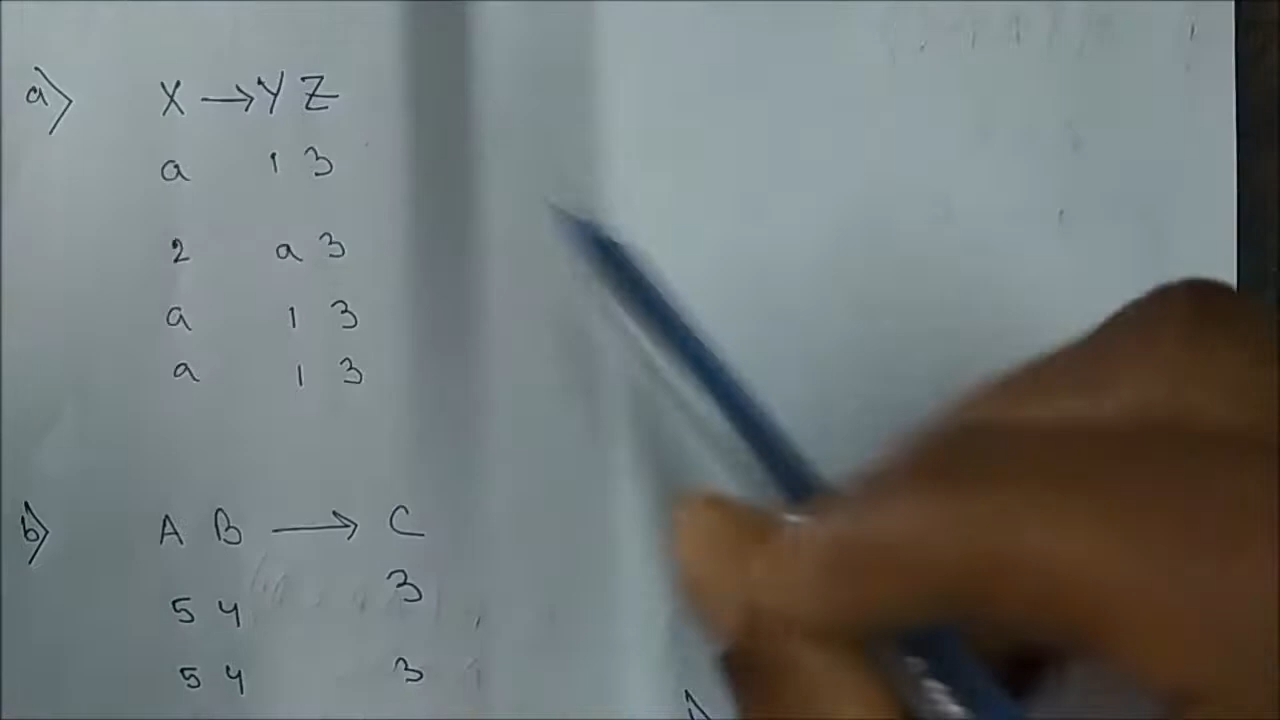 a) X → Y Z
a 1 3
2 a 3
a 1 3
a 1 3
b) A B → C
5 4 3
5 4 3